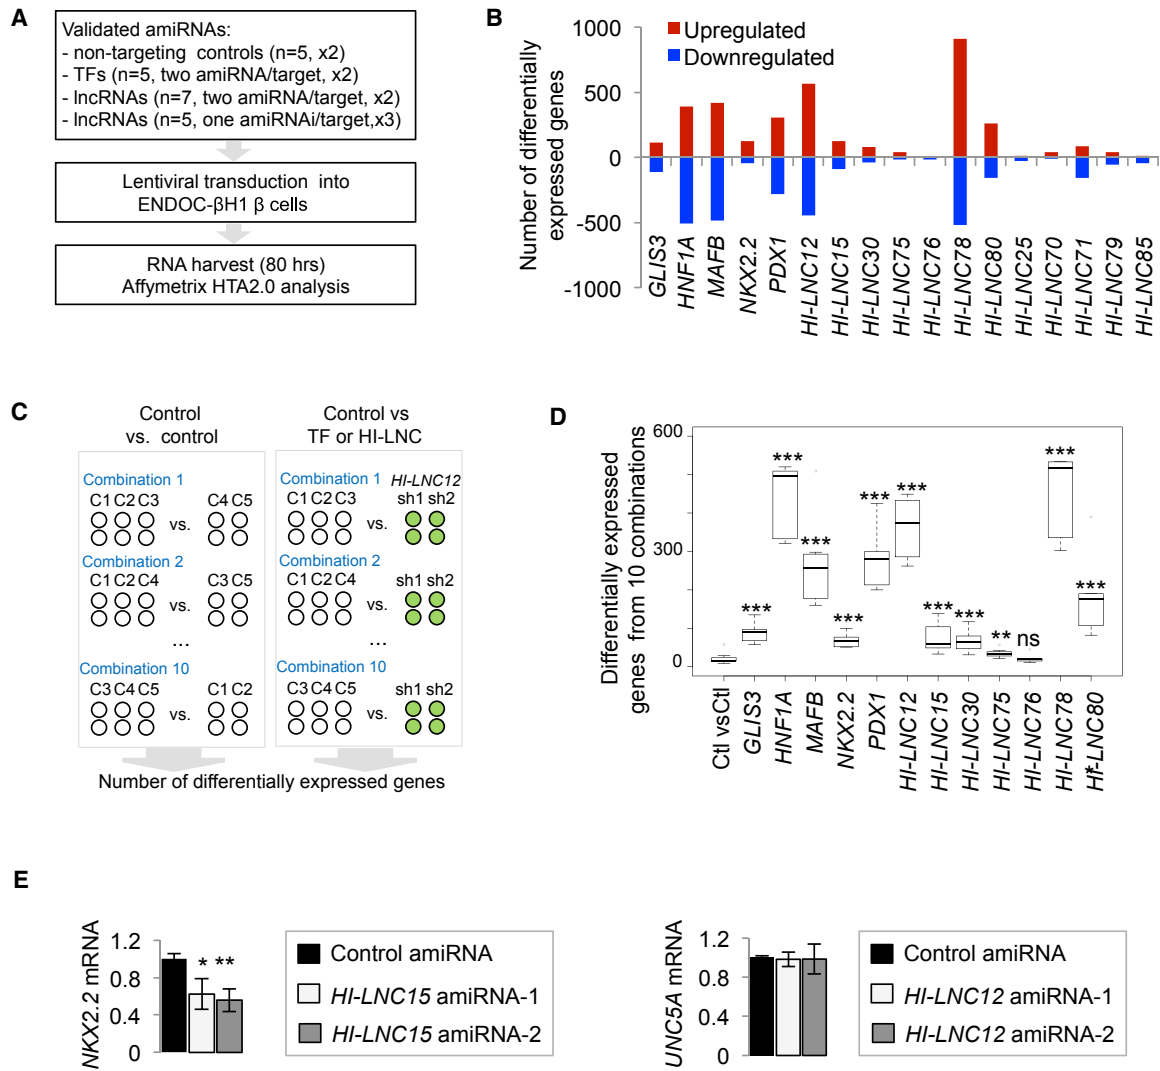 A
Validated amiRNAs:
- non-targeting controls (n=5, x2)
- TFs (n=5, two amiRNA/target, x2)
- lncRNAs (n=7, two amiRNA/target, x2)
- lncRNAs (n=5, one amiRNAi/target,x3)
Lentiviral transduction into
ENDOC-βH1 β cells
RNA harvest (80 hrs)
Affymetrix HTA2.0 analysis
B
Number of differentially
expressed genes
1000
500
0
-500
-1000
Upregulated
Downregulated
GLIS3
HNF1A
MAFB
NKX2.2
PDX1
HI-LNC12
HI-LNC15
HI-LNC30
HI-LNC75
HI-LNC76
HI-LNC78
HI-LNC80
HI-LNC25
HI-LNC70
HI-LNC71
HI-LNC79
HI-LNC85
C
Control
vs. control
Control vs
TF or HI-LNC
Combination 1
C1 C2 C3 C4 C5
vs.
Combination 2
C1 C2 C4 C3 C5
vs.
...
Combination 10
C3 C4 C5 C1 C2
vs.
Combination 1 HI-LNC12
C1 C2 C3 sh1 sh2
vs.
Combination 2
C1 C2 C4 sh1 sh2
vs.
...
Combination 10
C3 C4 C5 sh1 sh2
vs.
Number of differentially expressed genes
D
Differentially expressed
genes from 10 combinations
600
300
0
***
***
***
***
***
***
***
***
**
ns
***
***
Ctl vsCtl
GLIS3
HNF1A
MAFB
NKX2.2
PDX1
HI-LNC12
HI-LNC15
HI-LNC30
HI-LNC75
HI-LNC76
HI-LNC78
HI-LNC80
*
E
NKX2.2 mRNA
1.2
0.8
0.4
0
* **
Control amiRNA
HI-LNC15 amiRNA-1
HI-LNC15 amiRNA-2
UNC5A mRNA
1.2
0.8
0.4
0
Control amiRNA
HI-LNC12 amiRNA-1
HI-LNC12 amiRNA-2